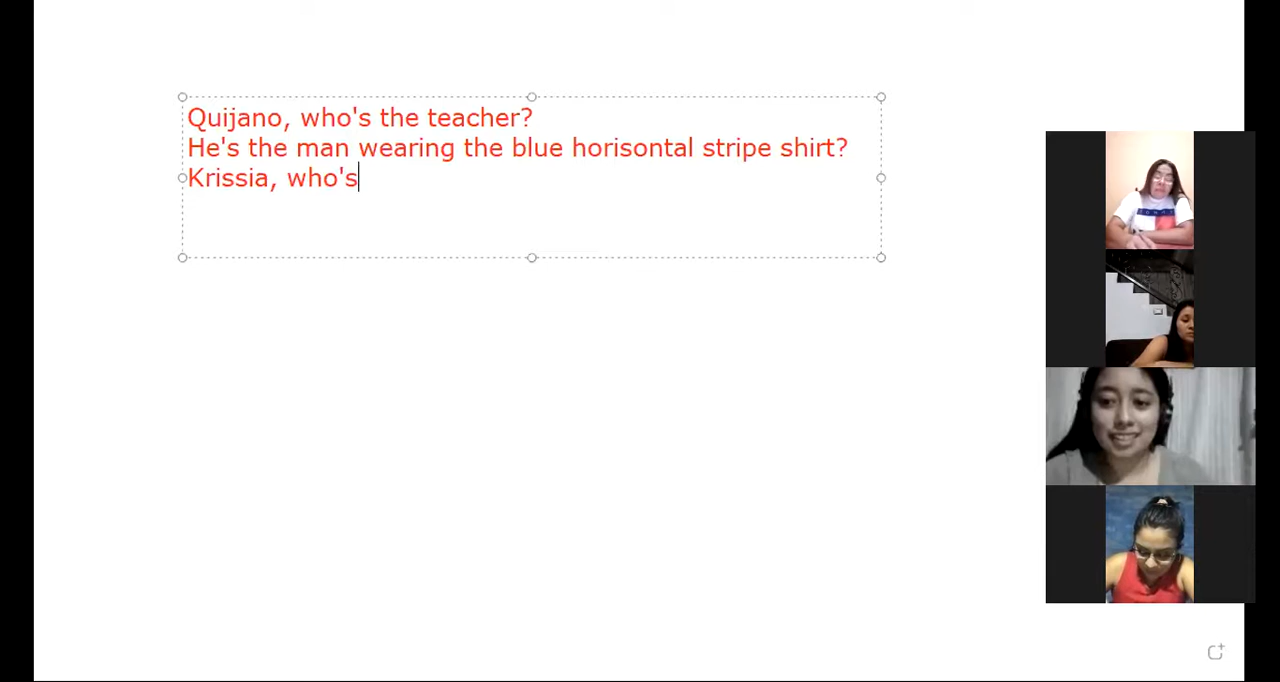 Quijano, who's the teacher?
He's the man wearing the blue horisontal stripe shirt?
Krissia, who's